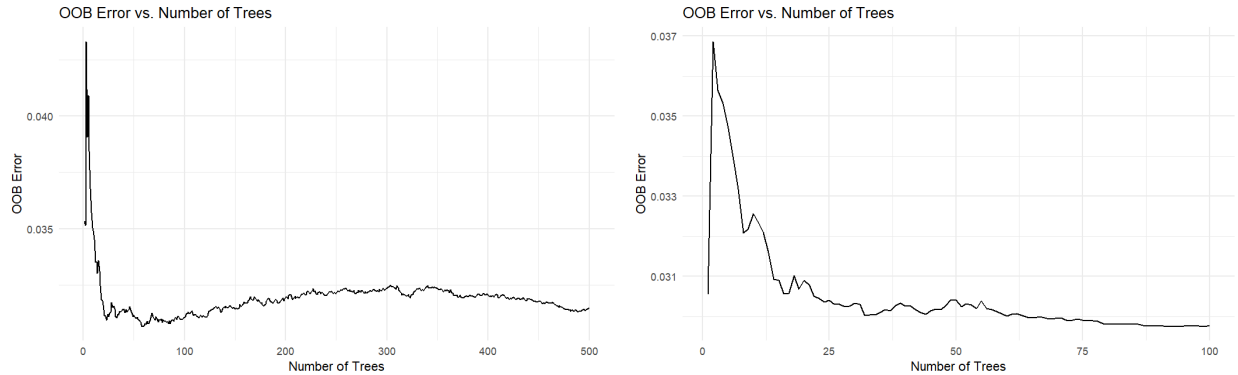 OOB Error vs. Number of Trees
OOB Error
0.040
0.035
0
100
200
300
400
500
Number of Trees
OOB Error vs. Number of Trees
OOB Error
0.037
0.035
0.033
0.031
0
25
50
75
100
Number of Trees